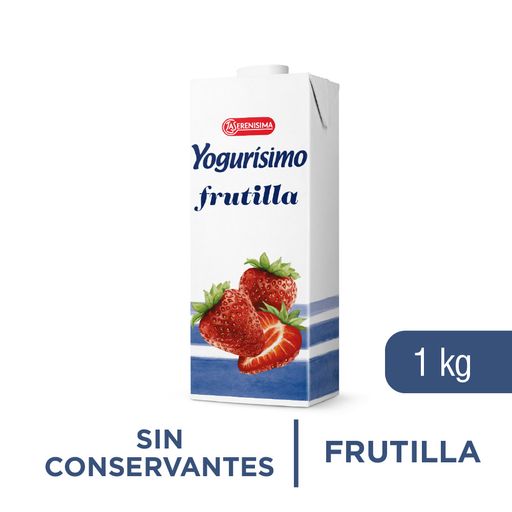 LA SERENISIMA
Yogurísimo
frutilla
1 kg
SIN
CONSERVANTES
FRUTILLA